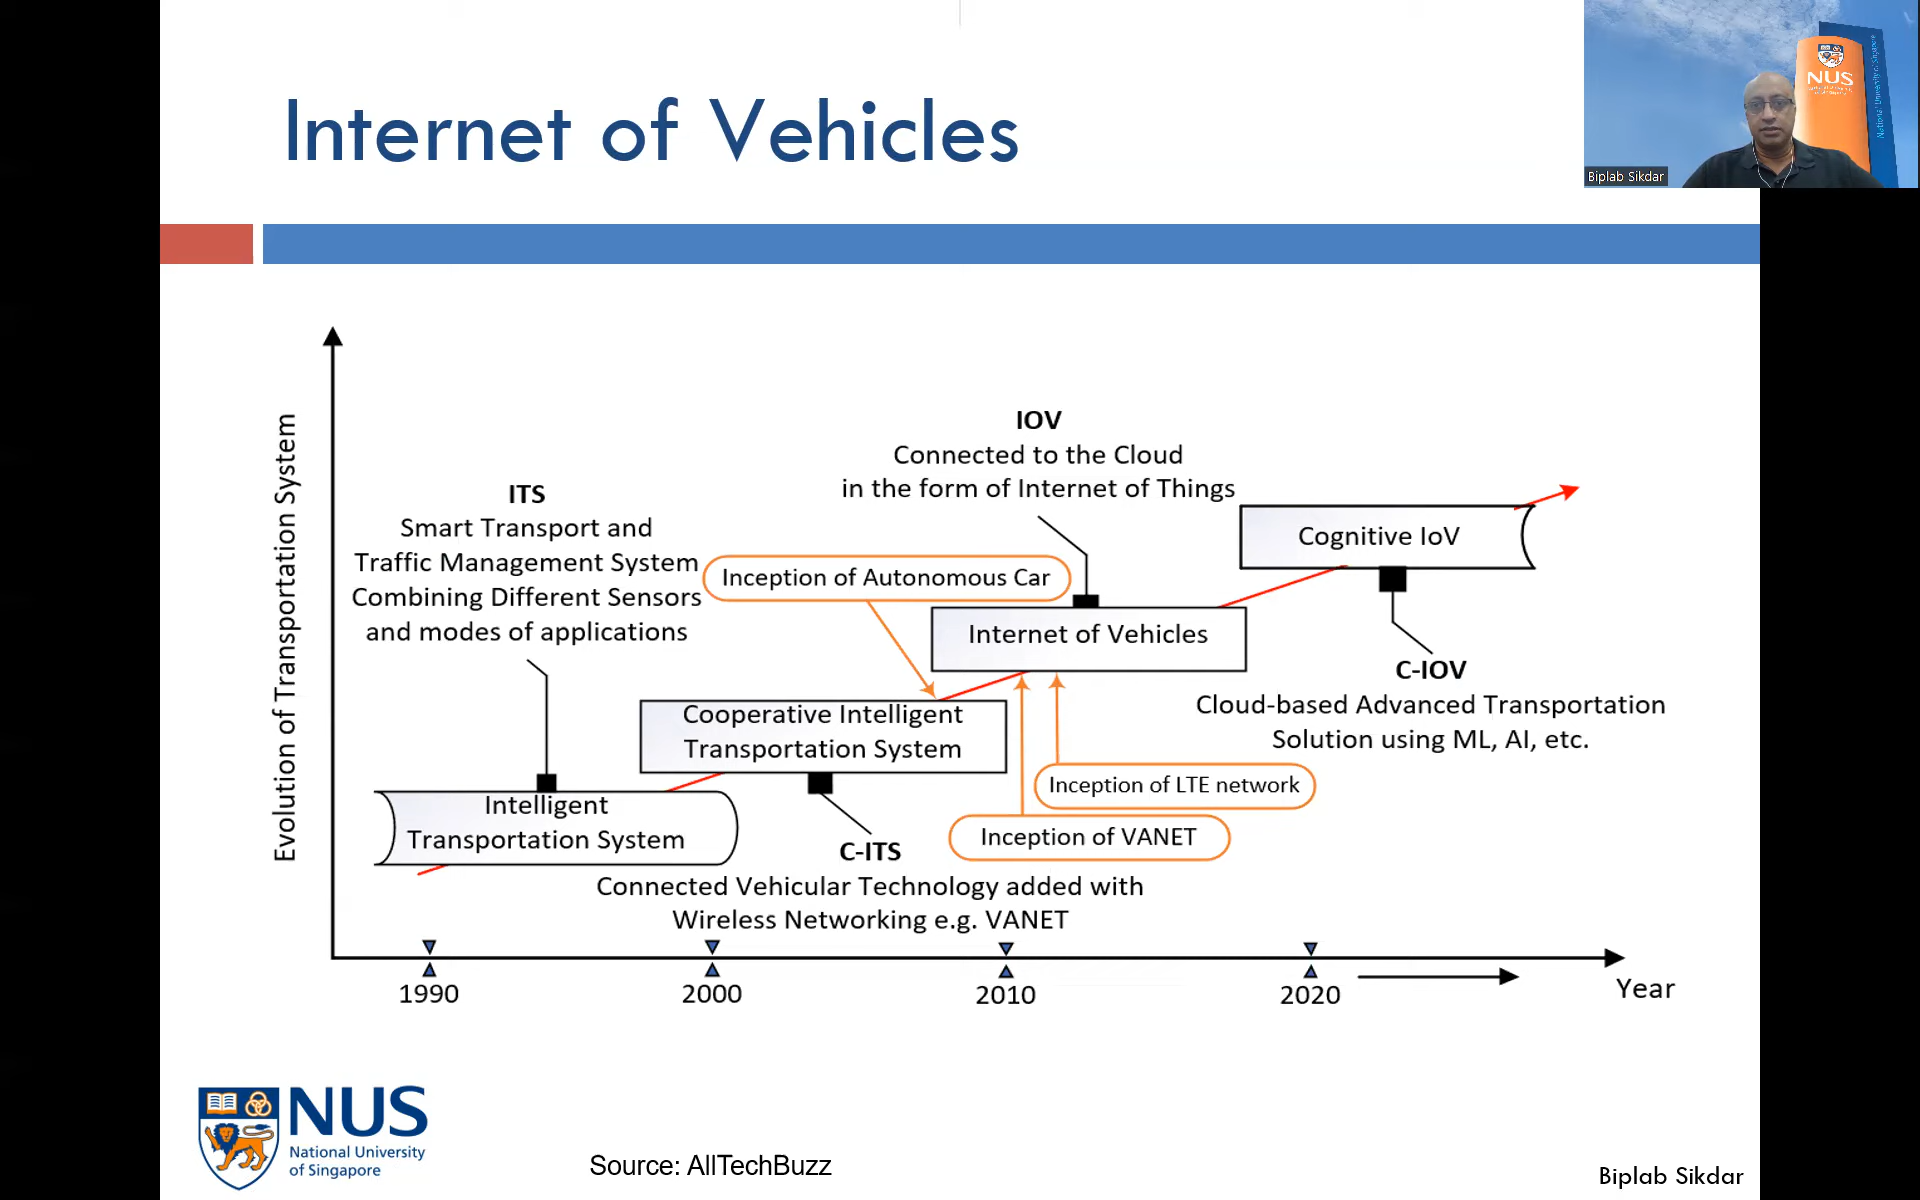 Internet of Vehicles
NUS
National University of Singapore
Biplab Sikdar
Evolution of Transportation System
ITS
Smart Transport and
Traffic Management System
Combining Different Sensors
and modes of applications
IOV
Connected to the Cloud
in the form of Internet of Things
Inception of Autonomous Car
Cognitive IoV
Internet of Vehicles
C-IOV
Cloud-based Advanced Transportation
Solution using ML, AI, etc.
Cooperative Intelligent
Transportation System
Inception of LTE network
Intelligent
Transportation System
Inception of VANET
C-ITS
Connected Vehicular Technology added with
Wireless Networking e.g. VANET
1990
2000
2010
2020
Year
NUS
National University
of Singapore
Source: AllTechBuzz
Biplab Sikdar